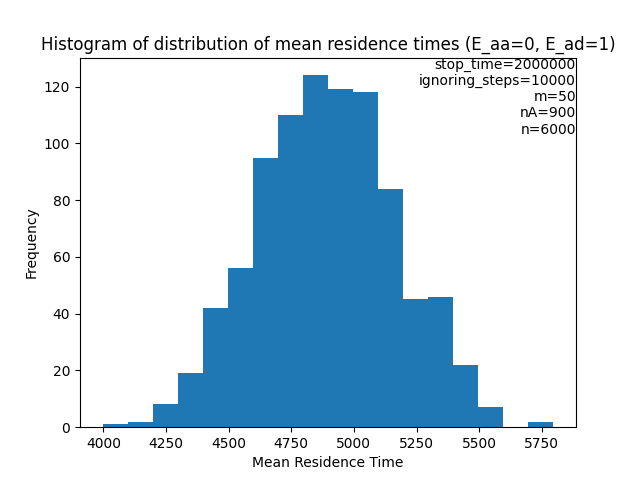 Histogram of distribution of mean residence times (E_aa=0, E_ad=1)
stop_time=2000000
ignoring_steps=10000
m=50
nA=900
n=6000
120
100
80
60
40
20
0
Frequency
4000 4250 4500 4750 5000 5250 5500 5750
Mean Residence Time